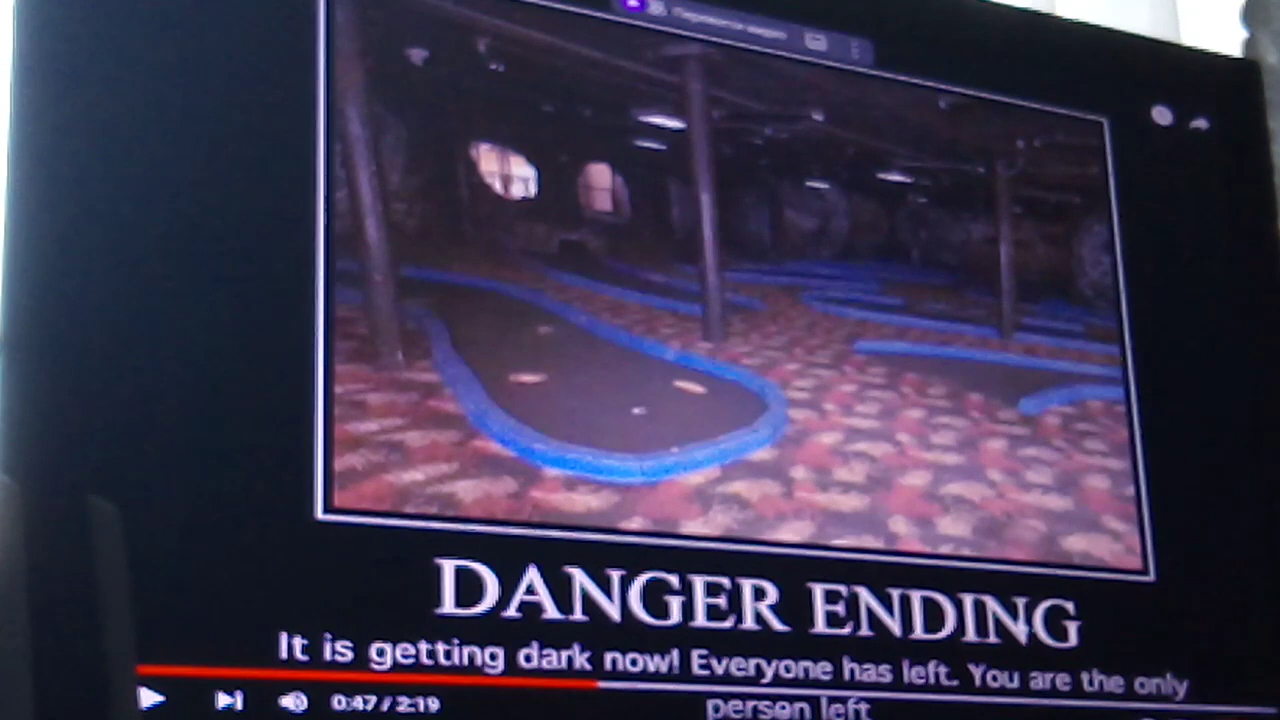 DANGER ENDING
It is getting dark now! Everyone has left. You are the only
person left
0:47 / 2:19